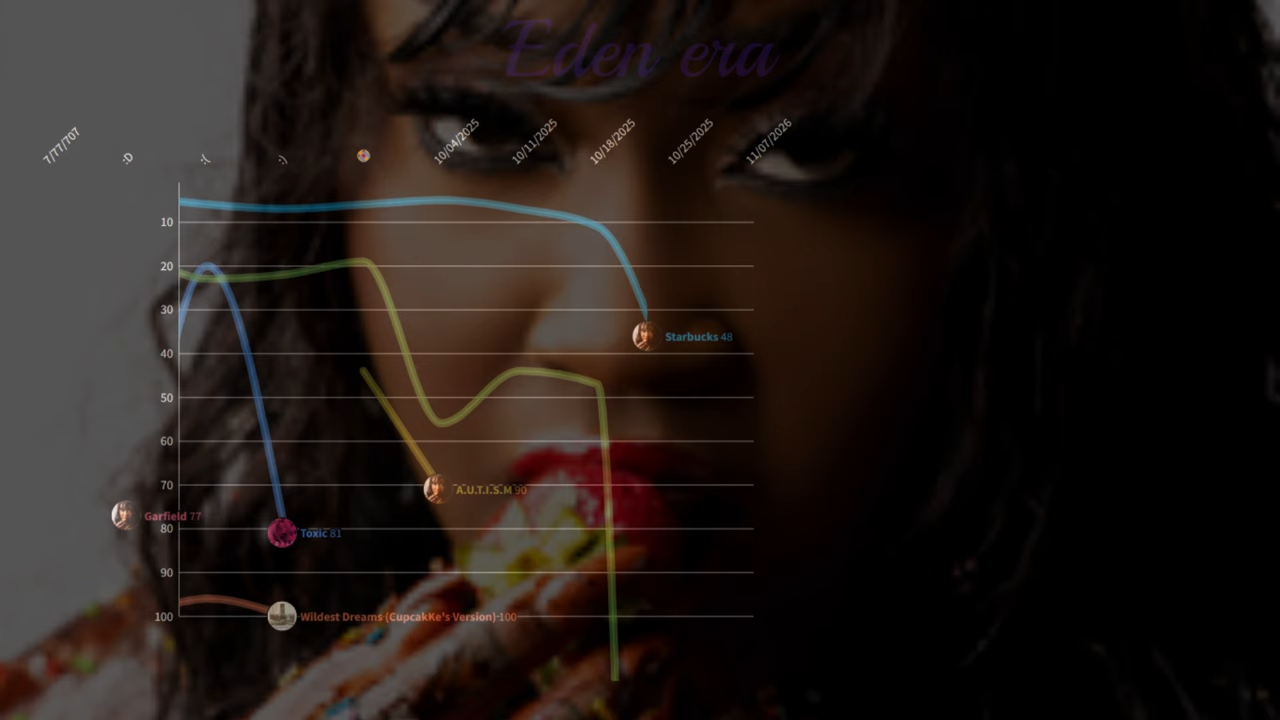 Eden era
7/77/707
:D
:(
:)
10/04/2025
10/11/2025
10/18/2025
10/25/2025
11/07/2026
10
20
30
Starbucks 48
40
50
60
70
A.U.T.I.S.M 90
Garfield 77
80
Toxic 81
90
100
Wildest Dreams (CupcakKe's Version) 100